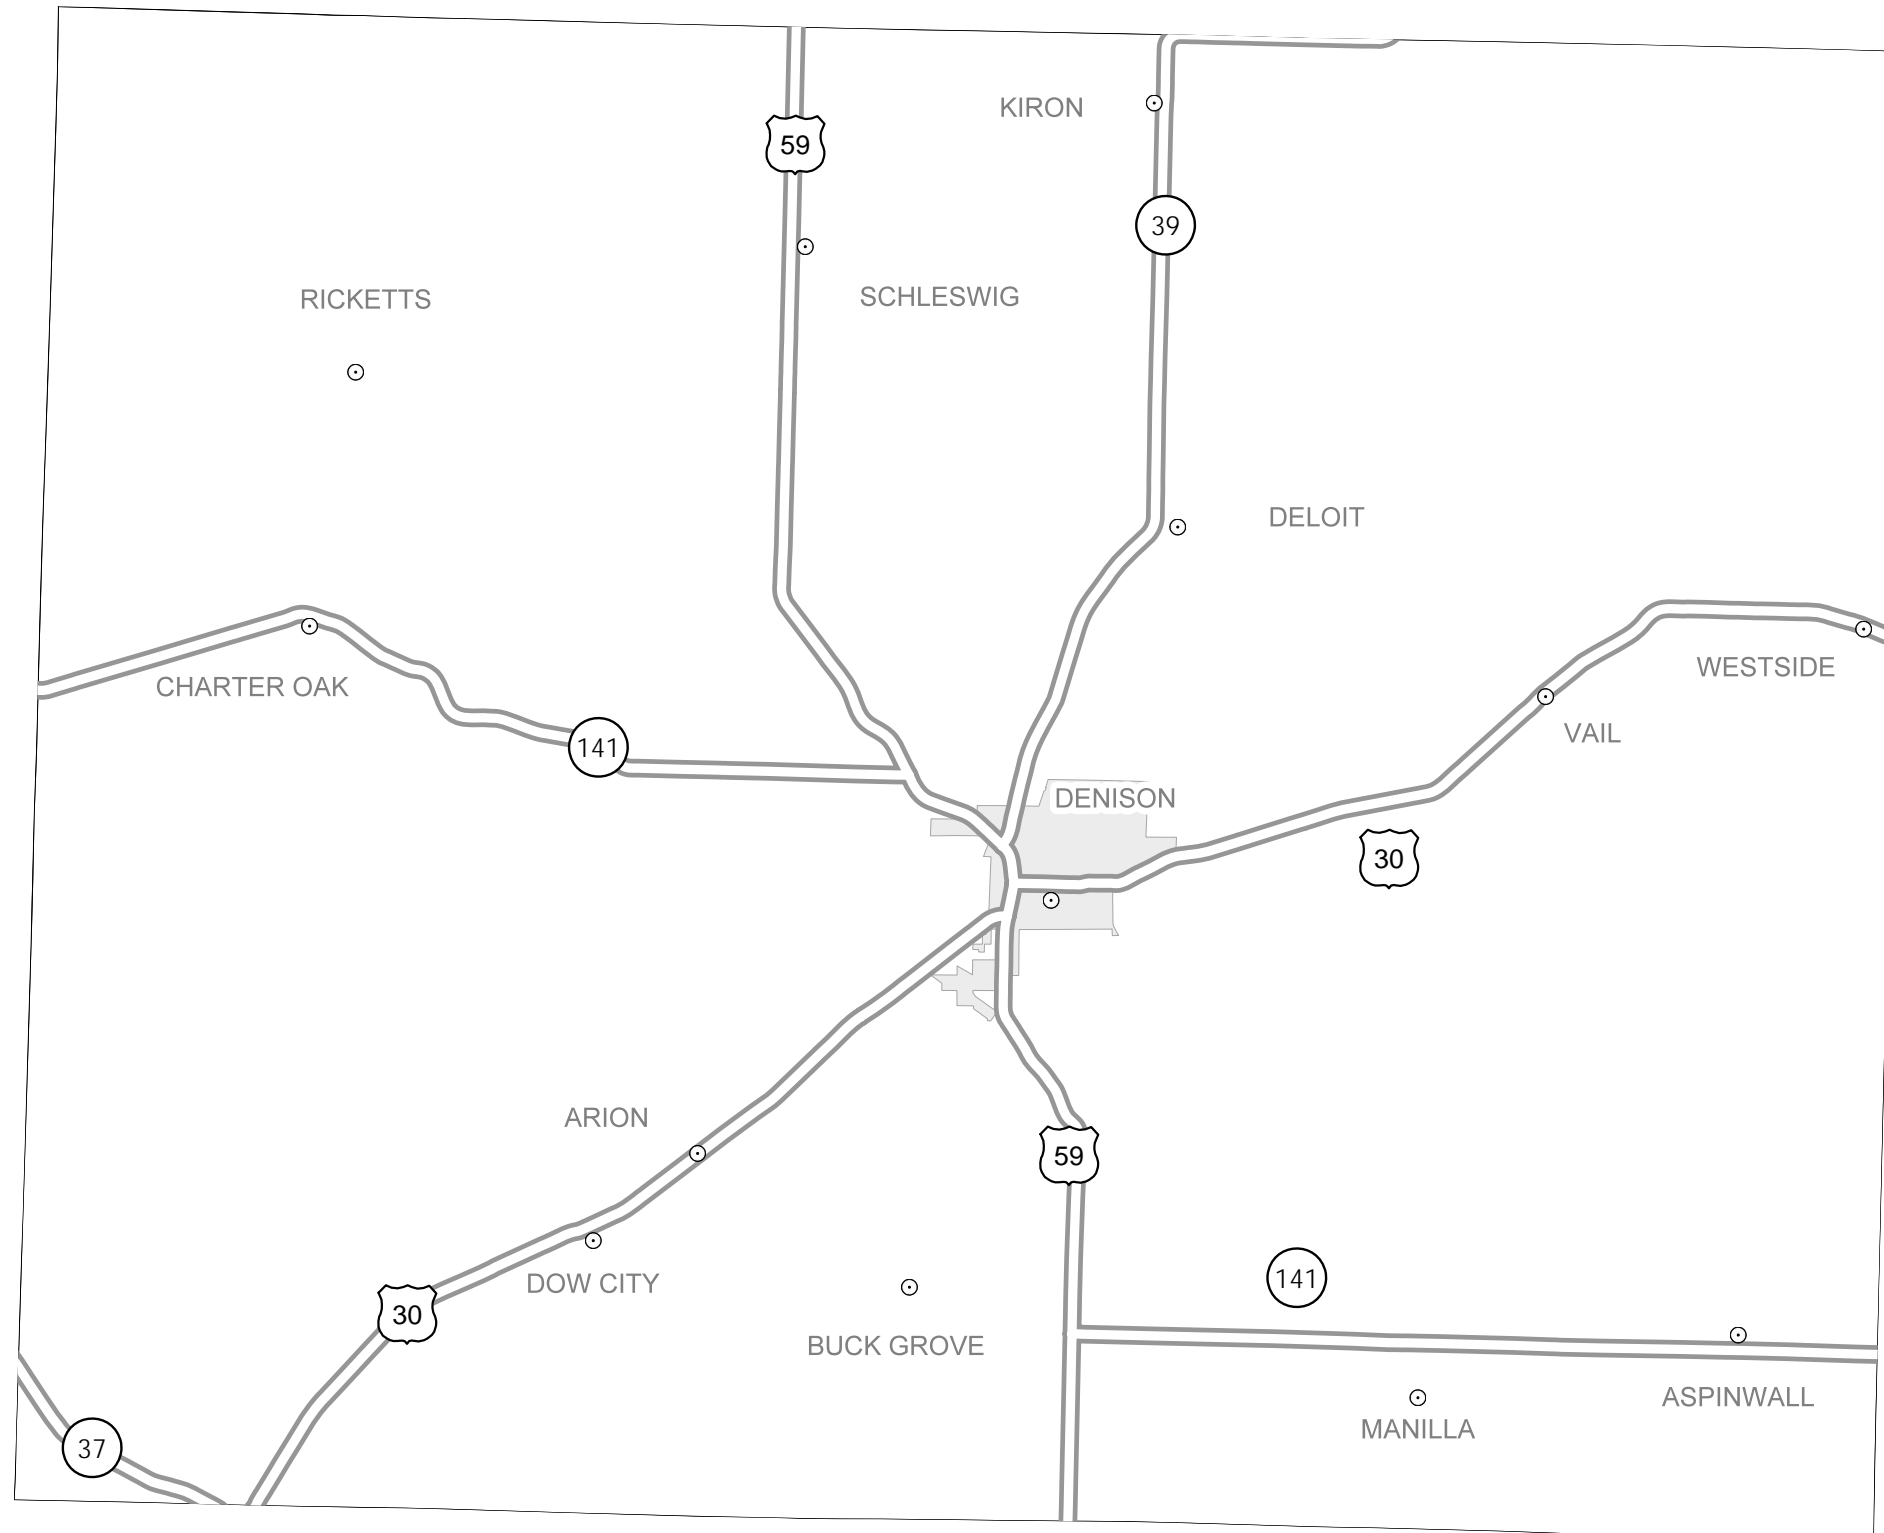 KIRON
59
39
SCHLESWIG
RICKETTS
DELOIT
WESTSIDE
CHARTER OAK
VAIL
141
DENISON
30
ARION
59
141
DOW CITY
30
BUCK GROVE
ASPINWALL
MANILLA
37